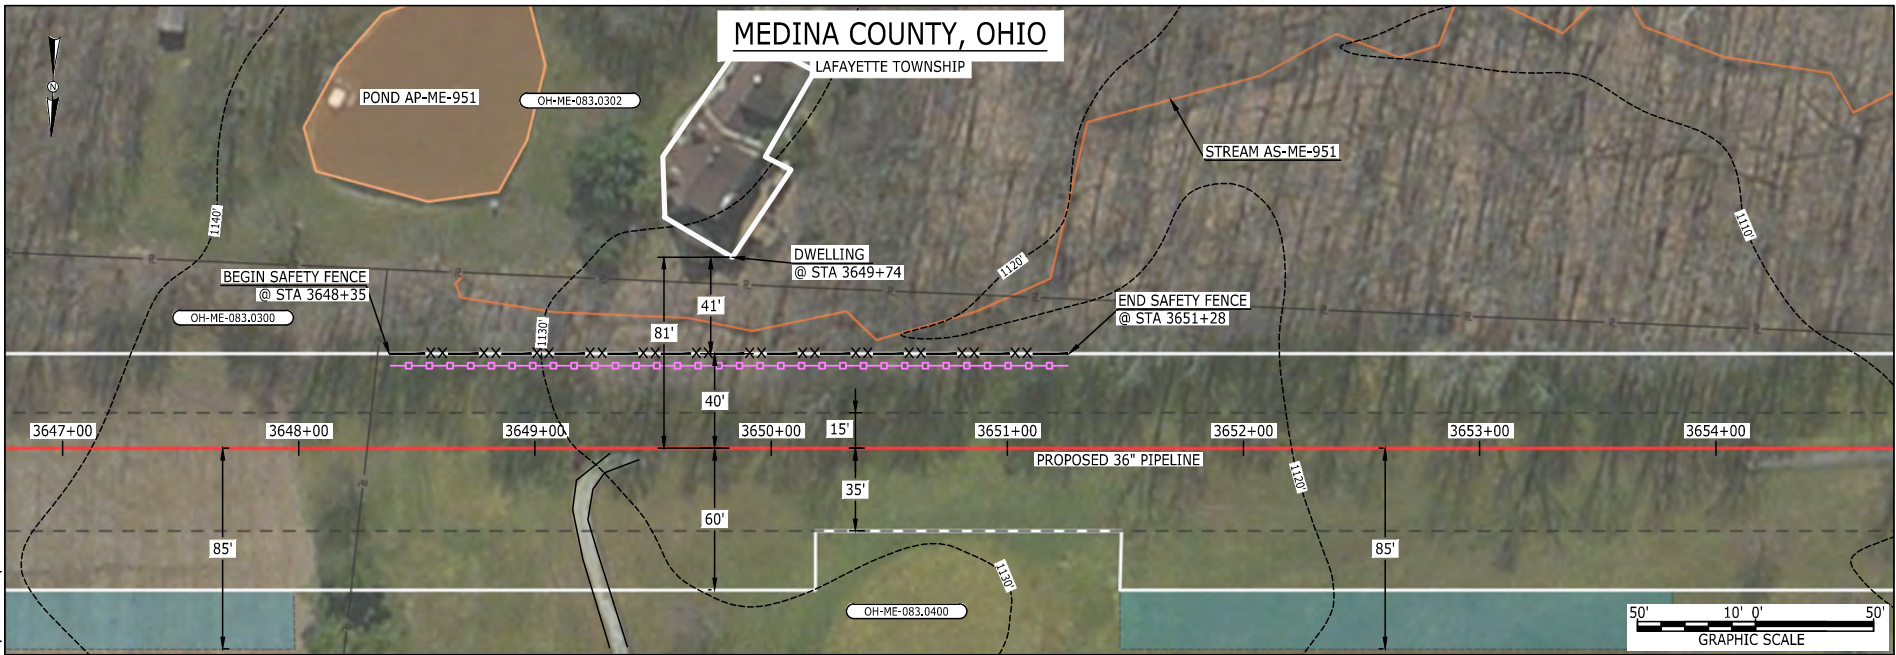 MEDINA COUNTY, OHIO
LAFAYETTE TOWNSHIP
N
POND AP-ME-951
OH-ME-083.0302
STREAM AS-ME-951
1140'
1110'
DWELLING
@ STA 3649+74
1120'
BEGIN SAFETY FENCE
@ STA 3648+35
OH-ME-083.0300
41'
81'
1130'
END SAFETY FENCE
@ STA 3651+28
40'
15'
3647+00
3648+00
3649+00
3650+00
3651+00
3652+00
3653+00
3654+00
PROPOSED 36" PIPELINE
1120'
35'
60'
85'
85'
1130'
OH-ME-083.0400
50' 10' 0' 50'
GRAPHIC SCALE